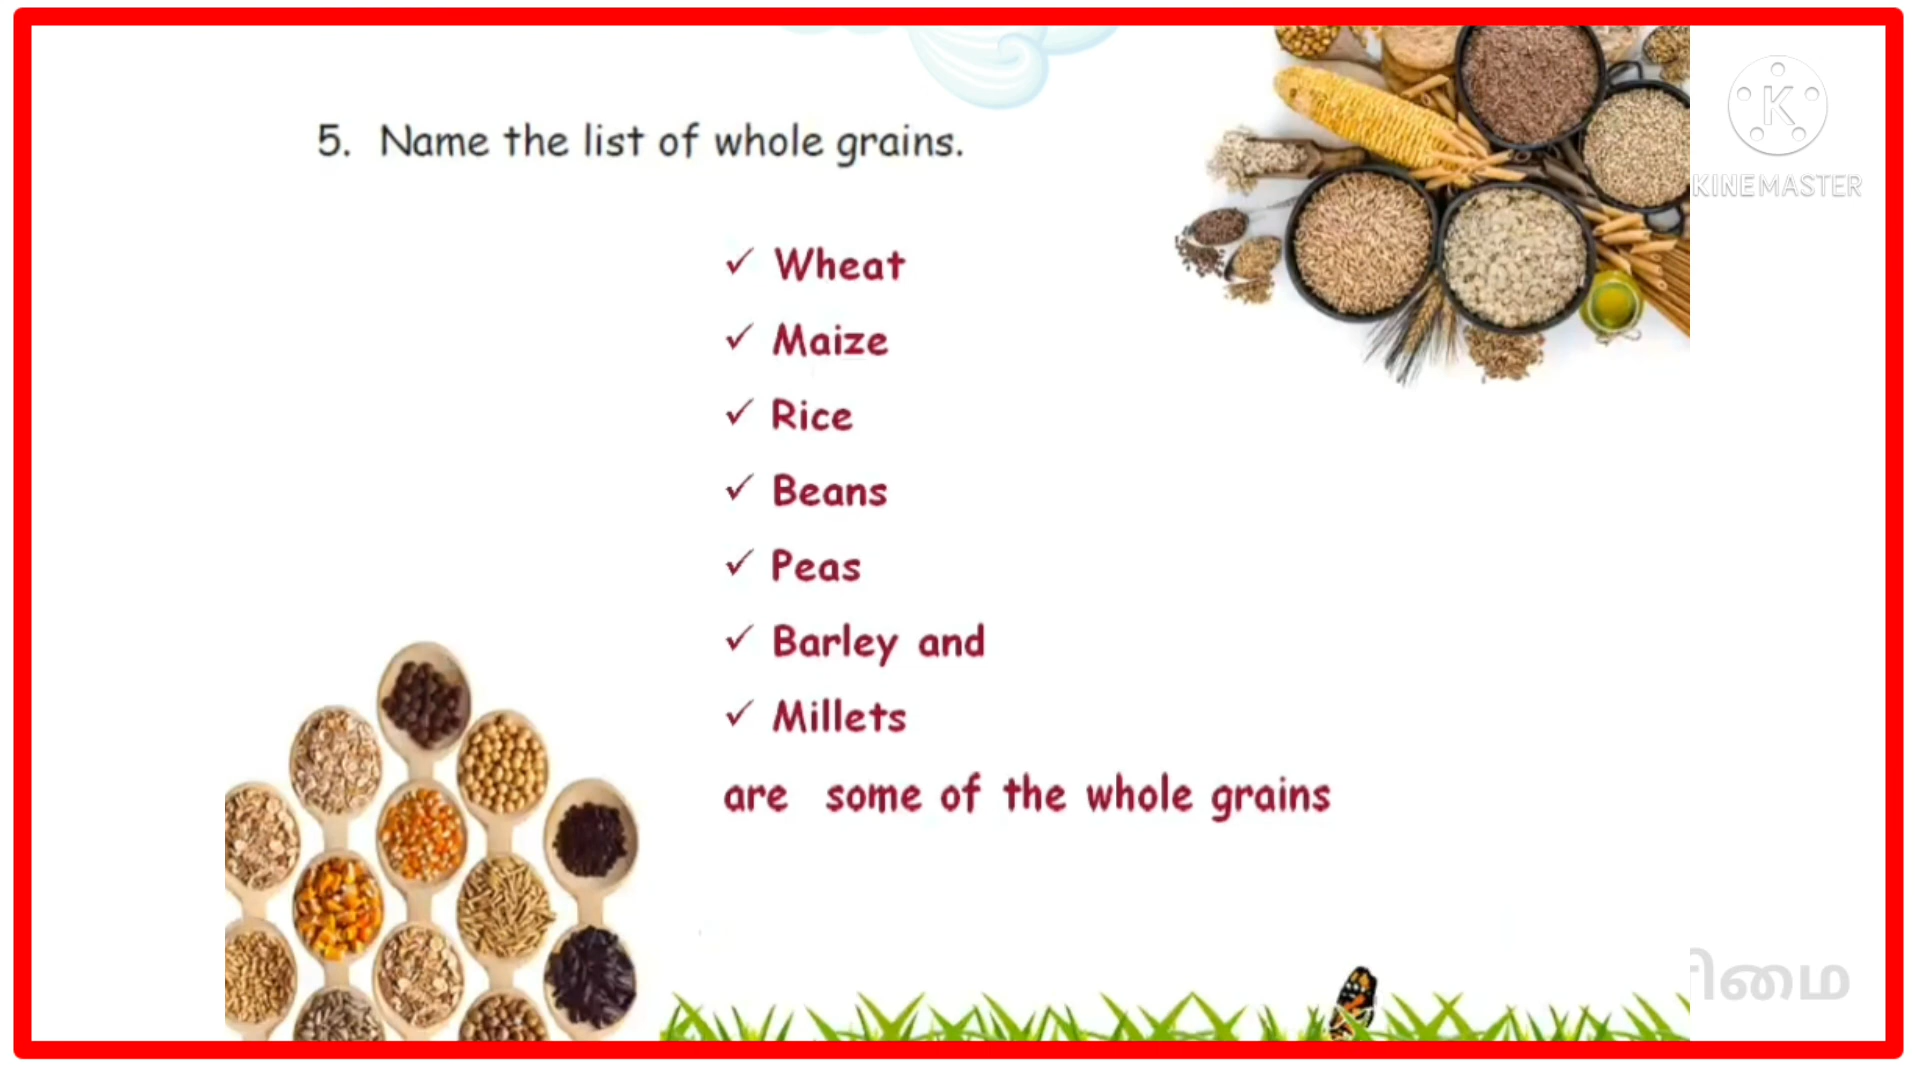 5. Name the list of whole grains.
✓ Wheat
✓ Maize
✓ Rice
✓ Beans
✓ Peas
✓ Barley and
✓ Millets
are some of the whole grains
K
KINEMASTER